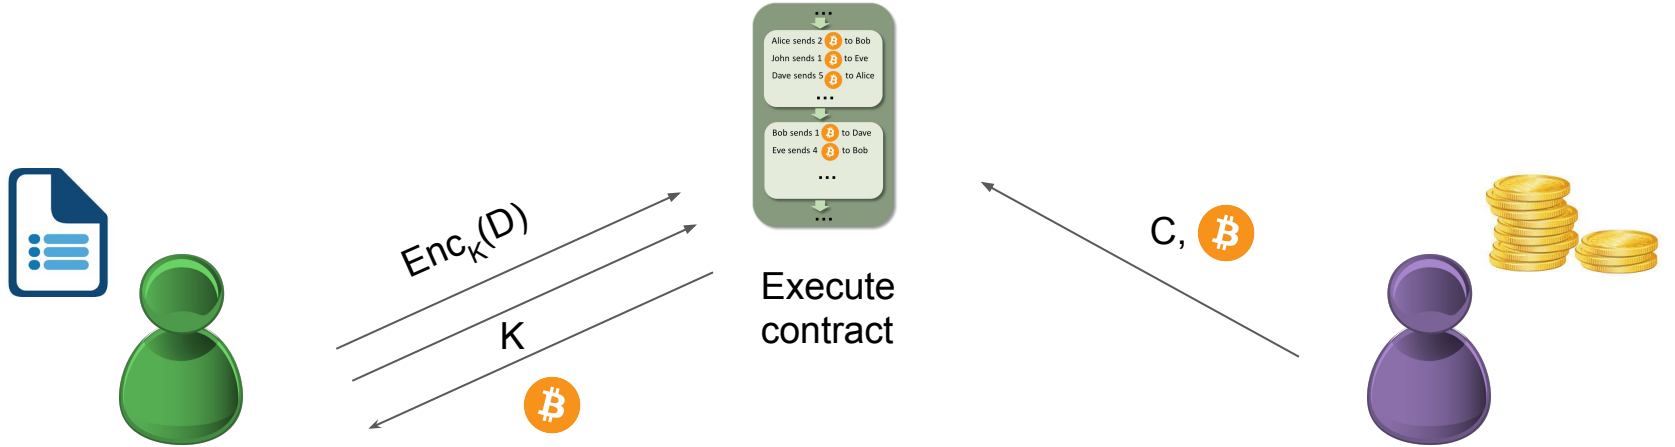 ...
Alice sends 2 to Bob
John sends 1 to Eve
Dave sends 5 to Alice
...
Bob sends 1 to Dave
Eve sends 4 to Bob
...
...
Enc_K(D)
K
Execute
contract
C,